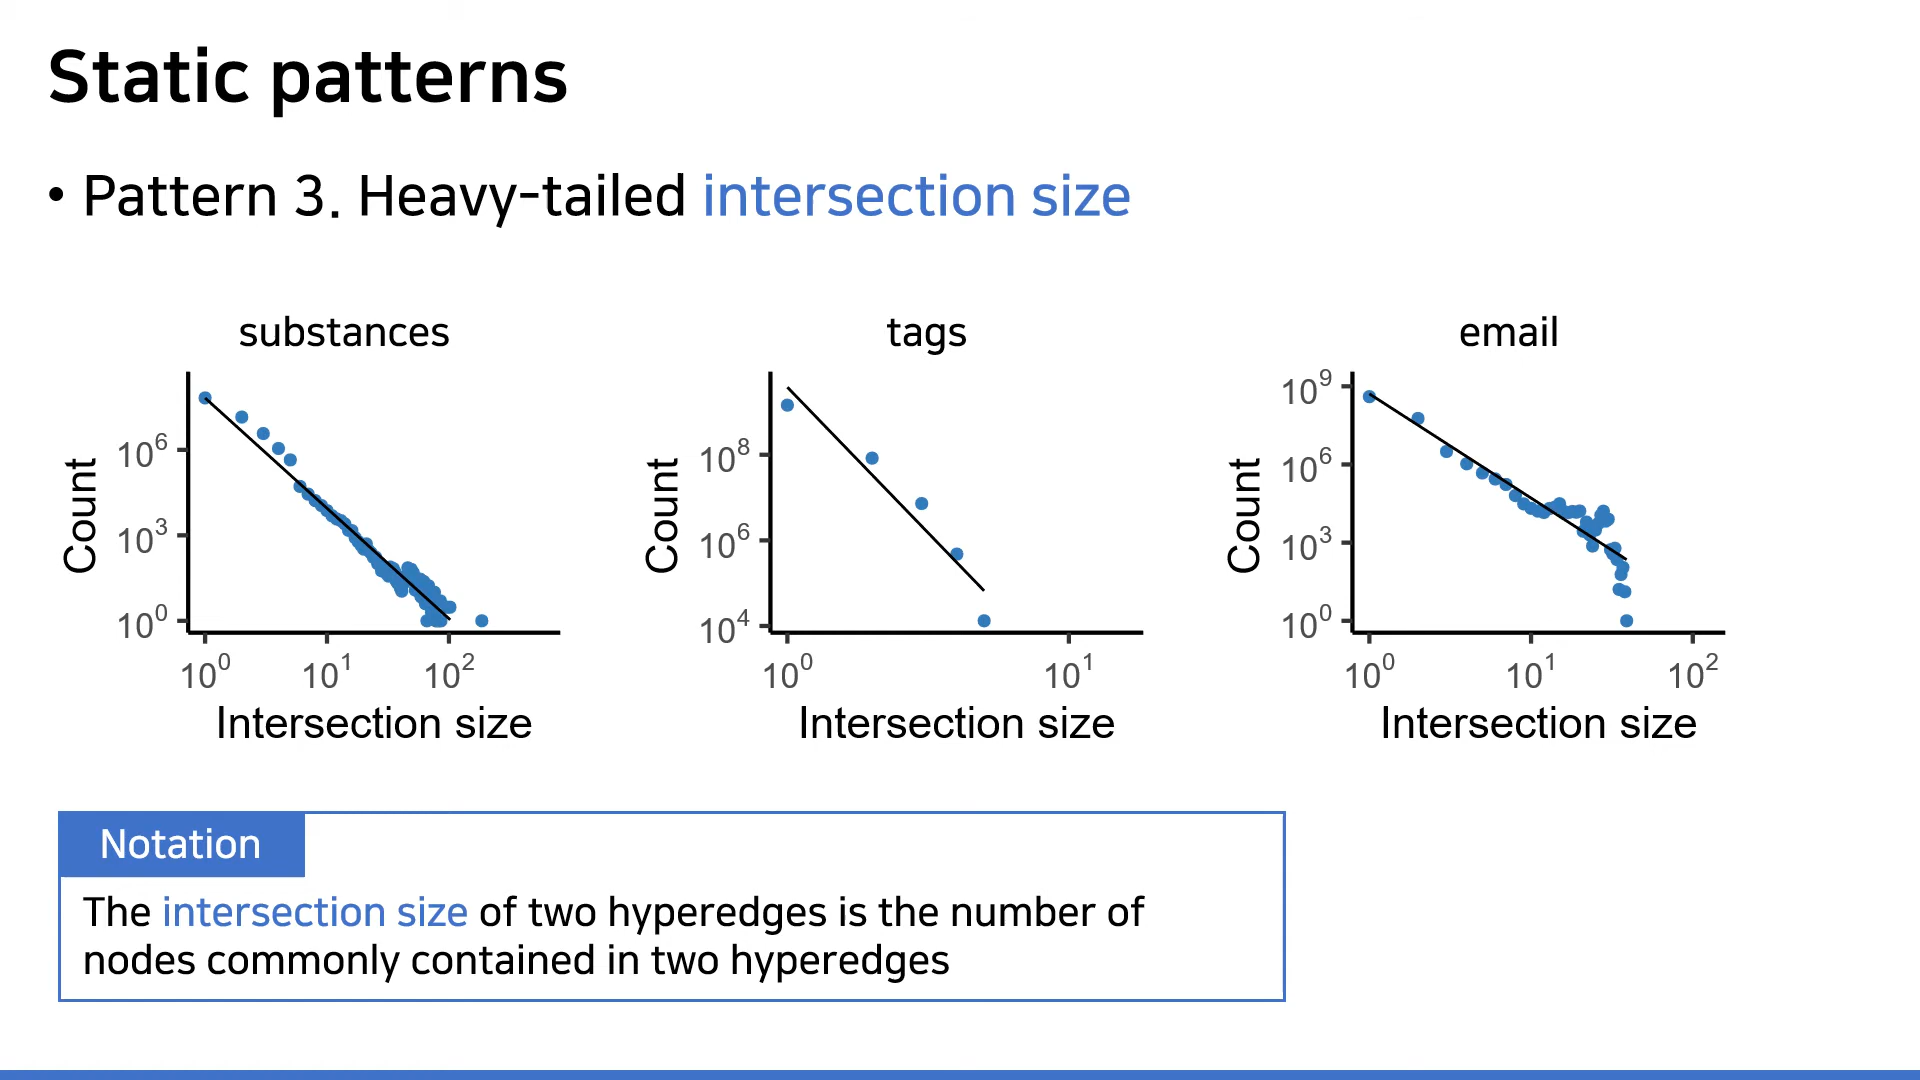 Static patterns
• Pattern 3. Heavy-tailed intersection size
substances
Count
10^6
10^3
10^0
10^0 10^1 10^2
Intersection size
tags
Count
10^8
10^6
10^4
10^0 10^1
Intersection size
email
Count
10^9
10^6
10^3
10^0
10^0 10^1 10^2
Intersection size
Notation
The intersection size of two hyperedges is the number of
nodes commonly contained in two hyperedges